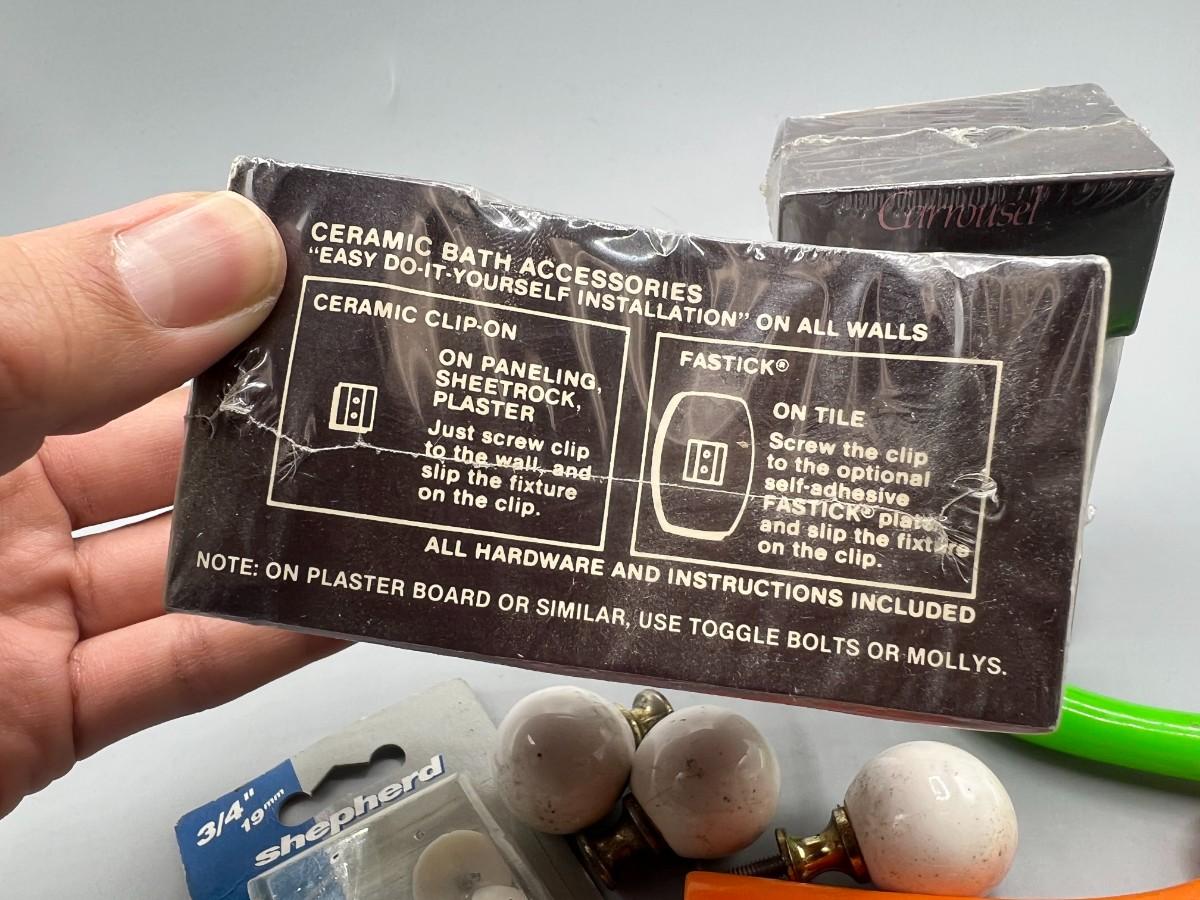 Carrousel
CERAMIC BATH ACCESSORIES
“EASY DO-IT-YOURSELF INSTALLATION” ON ALL WALLS
CERAMIC CLIP-ON
ON PANELING,
SHEETROCK,
PLASTER
Just screw clip
to the wall, and
slip the fixture
on the clip.
FASTICK®
ON TILE
Screw the clip
to the optional
self-adhesive
FASTICK® plate
and slip the fixture
on the clip.
ALL HARDWARE AND INSTRUCTIONS INCLUDED
NOTE: ON PLASTER BOARD OR SIMILAR, USE TOGGLE BOLTS OR MOLLYS.
3/4"
19mm
shepherd